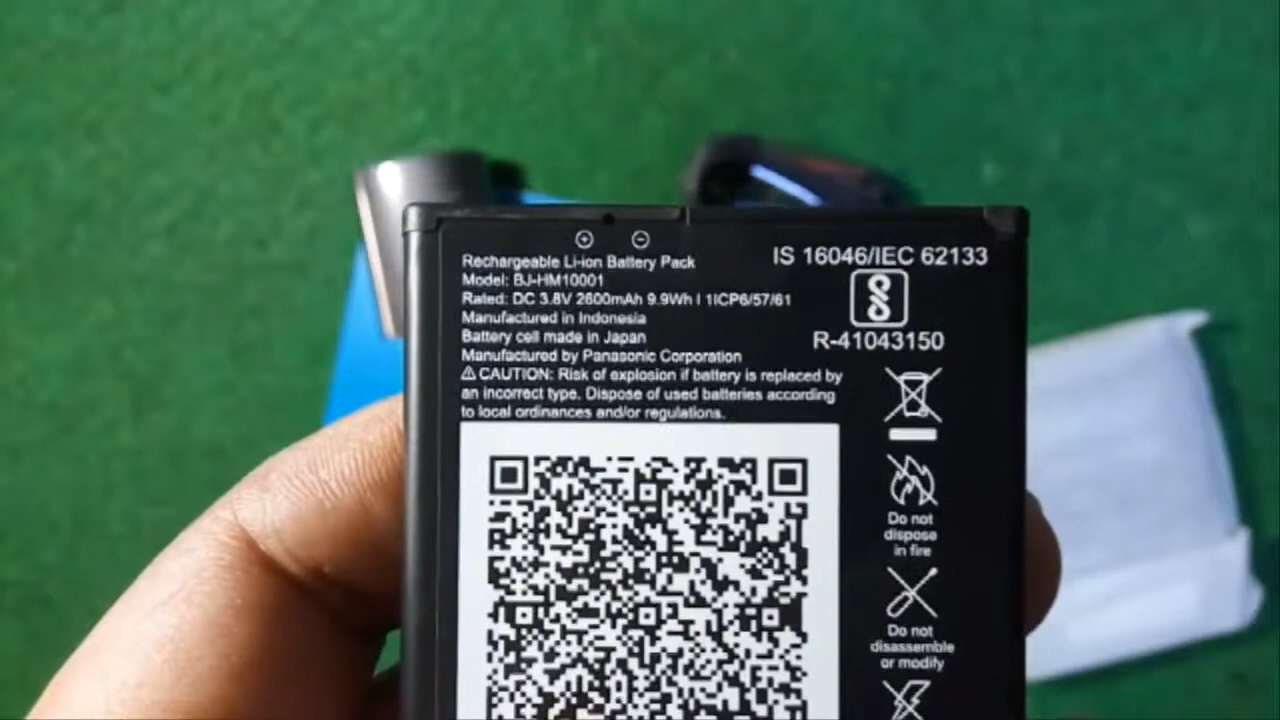 Rechargeable Li-ion Battery Pack
Model: BJ-HM10001
Rated: DC 3.8V 2600mAh 9.9Wh I 1ICP6/57/61
Manufactured in Indonesia
Battery cell made in Japan
Manufactured by Panasonic Corporation
⚠ CAUTION: Risk of explosion if battery is replaced by
an incorrect type. Dispose of used batteries according
to local ordinances and/or regulations.
IS 16046/IEC 62133
R-41043150
Do not
dispose
in fire
Do not
disassemble
or modify